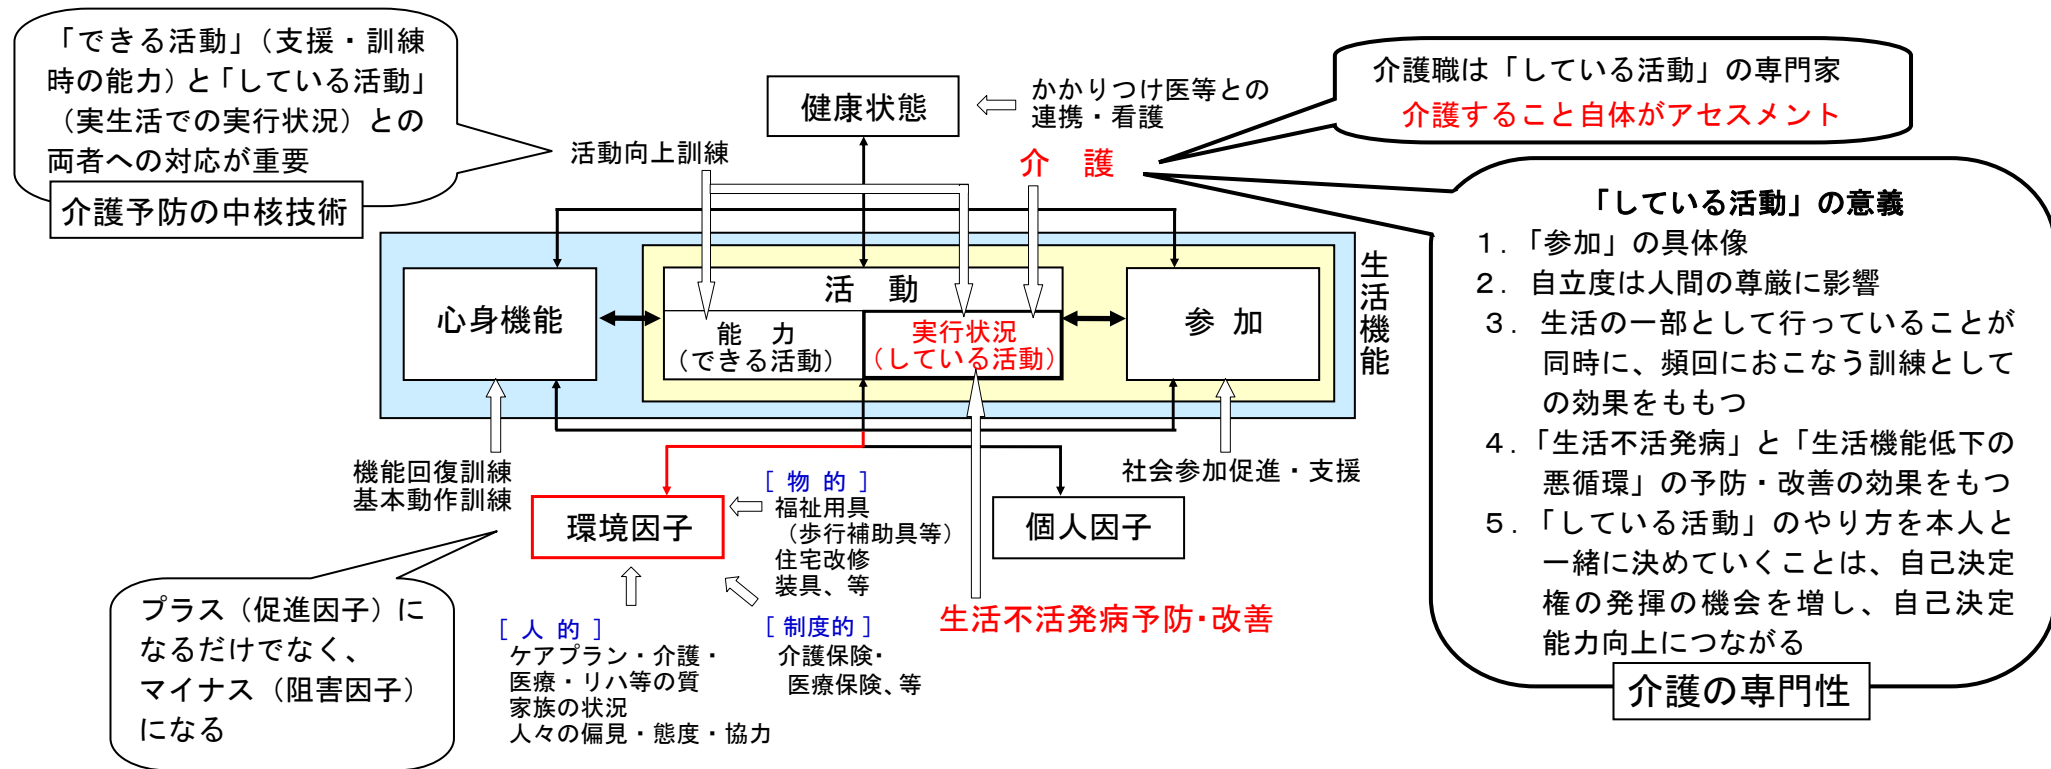 「できる活動」（支援・訓練
時の能力）と「している活動」
（実生活での実行状況）との
両者への対応が重要
介護予防の中核技術
活動向上訓練
健康状態
かかりつけ医等との
連携・看護
介　護
介護職は「している活動」の専門家
介護すること自体がアセスメント
「している活動」の意義
１．「参加」の具体像
２．自立度は人間の尊厳に影響
３．生活の一部として行っていることが
同時に、頻回におこなう訓練として
の効果をももつ
４．「生活不活発病」と「生活機能低下の
悪循環」の予防・改善の効果をもつ
５．「している活動」のやり方を本人と
一緒に決めていくことは、自己決定
権の発揮の機会を増し、自己決定
能力向上につながる
介護の専門性
生活機能
心身機能
活　動
能　力
（できる活動）
実行状況
（している活動）
参　加
機能回復訓練
基本動作訓練
社会参加促進・支援
環境因子
個人因子
［ 物 的 ］
福祉用具
（歩行補助具等）
住宅改修
装具、等
［ 人 的 ］
ケアプラン・介護・
医療・リハ等の質
家族の状況
人々の偏見・態度・協力
［ 制度的 ］
介護保険・
医療保険、等
生活不活発病予防・改善
プラス（促進因子）に
なるだけでなく、
マイナス（阻害因子）
になる